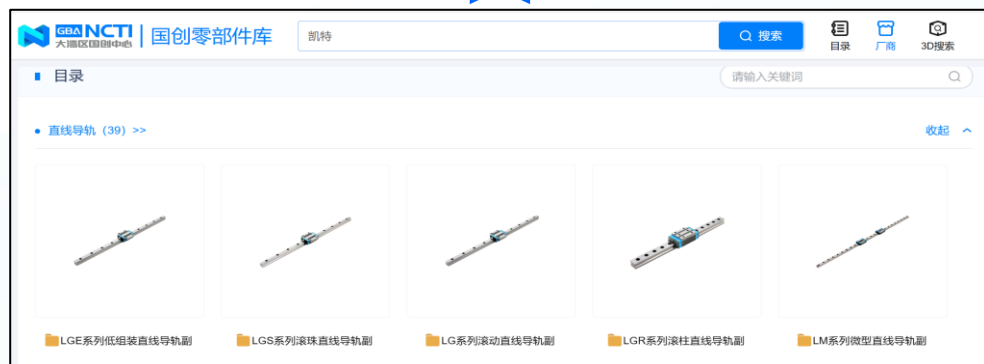 GBA NCTI 大湾区国创中心 国创零部件库 凯特 搜索 目录 厂商 3D搜索
目录 请输入关键词
直线导轨（39）>> 收起
LGE系列低组装直线导轨副 LGS系列滚珠直线导轨副 LG系列滚动直线导轨副 LGR系列滚柱直线导轨副 LM系列微型直线导轨副